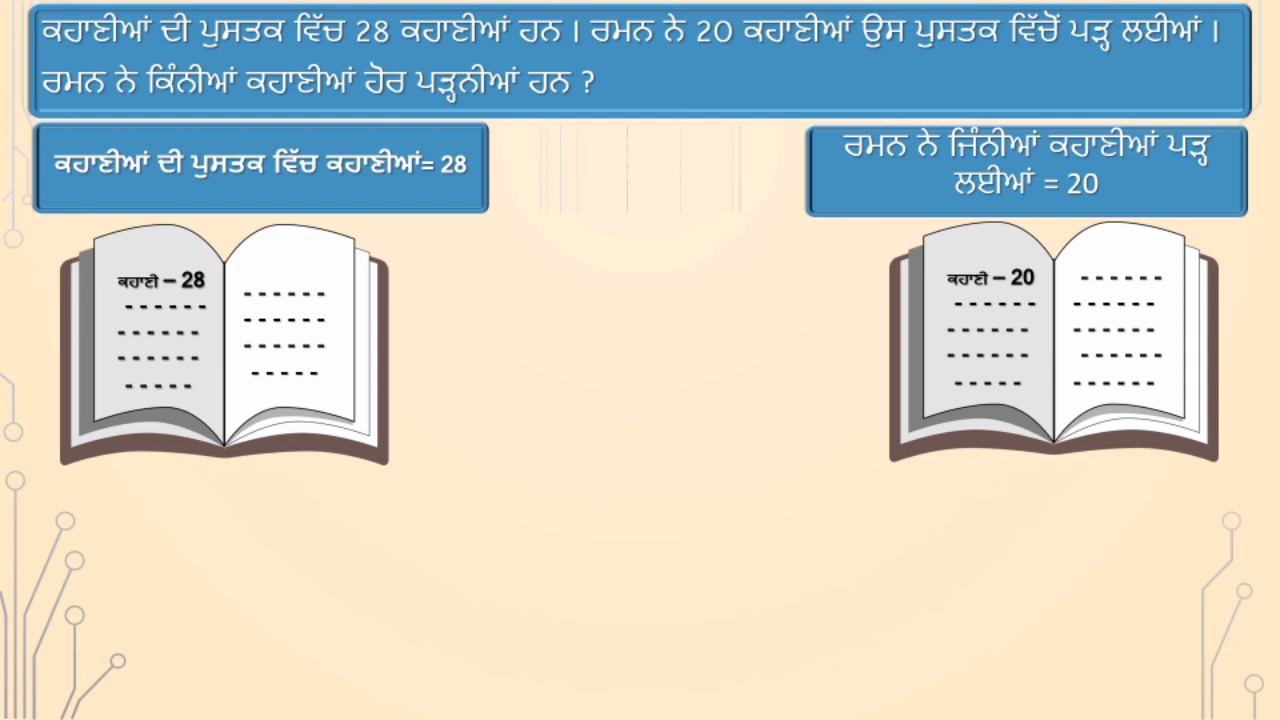 ਕਹਾਣੀਆਂ ਦੀ ਪੁਸਤਕ ਵਿੱਚ 28 ਕਹਾਣੀਆਂ ਹਨ । ਰਮਨ ਨੇ 20 ਕਹਾਣੀਆਂ ਉਸ ਪੁਸਤਕ ਵਿੱਚੋਂ ਪੜ੍ਹ ਲਈਆਂ ।
ਰਮਨ ਨੇ ਕਿੰਨੀਆਂ ਕਹਾਣੀਆਂ ਹੋਰ ਪੜ੍ਹਨੀਆਂ ਹਨ ?
ਕਹਾਣੀਆਂ ਦੀ ਪੁਸਤਕ ਵਿੱਚ ਕਹਾਣੀਆਂ= 28
ਰਮਨ ਨੇ ਜਿੰਨੀਆਂ ਕਹਾਣੀਆਂ ਪੜ੍ਹ
ਲਈਆਂ = 20
ਕਹਾਣੀ – 28
ਕਹਾਣੀ – 20